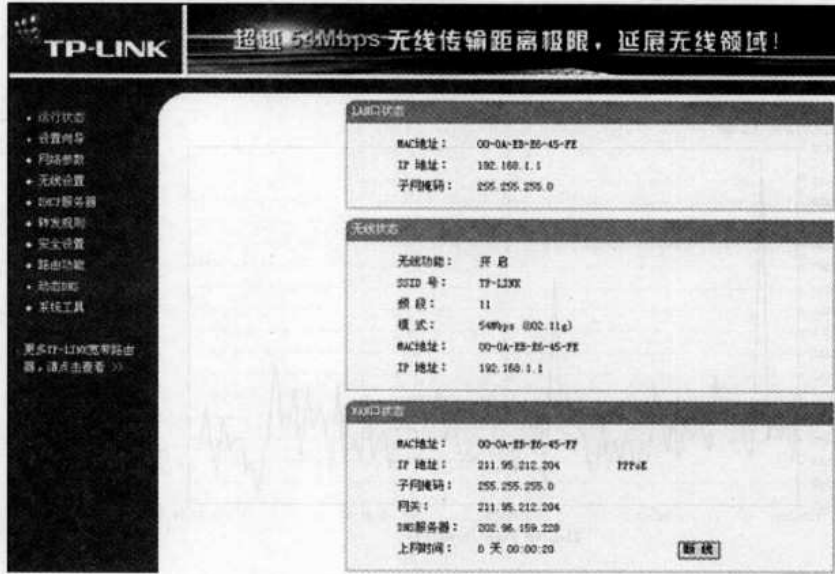 TP-LINK
超越54Mbps无线传输距离极限，延展无线领域！
• 运行状态
• 设置向导
+ 网络参数
+ 无线设置
+ DHCP服务器
+ 转发规则
+ 安全设置
+ 路由功能
• 动态DNS
+ 系统工具
更多TP-LINK宽带路由
器，请点击查看 >>
LAN口状态
MAC地址： 00-0A-EB-E6-45-FE
IP 地址： 192.168.1.1
子网掩码： 255.255.255.0
无线状态
无线功能： 开 启
SSID 号： TP-LINK
频 段： 11
模 式： 54Mbps (802.11g)
MAC地址： 00-0A-EB-E6-45-FE
IP 地址： 192.168.1.1
WAN口状态
MAC地址： 00-0A-EB-E6-45-FF
IP 地址： 211.95.212.204 PPPoE
子网掩码： 255.255.255.0
网关： 211.95.212.204
DNS服务器： 202.96.159.220
上网时间： 0 天 00:00:20
断 线